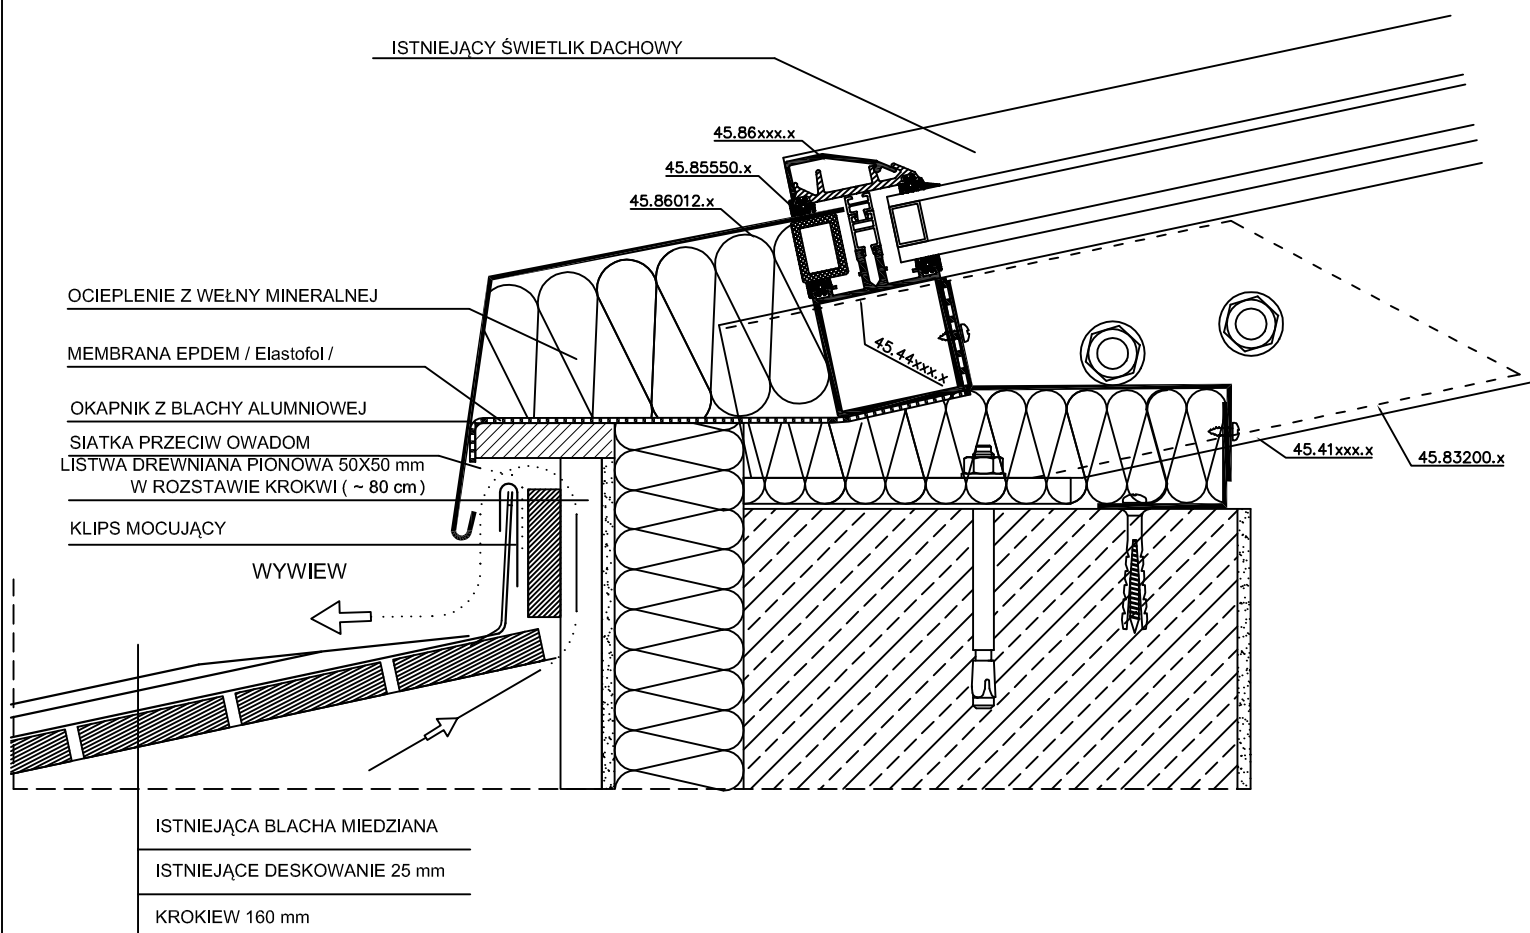 ISTNIEJĄCY ŚWIETLIK DACHOWY
45.86xxx.x
45.85550.x
45.86012.x
OCIEPLENIE Z WEŁNY MINERALNEJ
MEMBRANA EPDEM / Elastofol /
45.44xxx.x
OKAPNIK Z BLACHY ALUMNIOWEJ
SIATKA PRZECIW OWADOM
LISTWA DREWNIANA PIONOWA 50X50 mm
W ROZSTAWIE KROKWI ( ~ 80 cm )
45.41xxx.x
45.83200.x
KLIPS MOCUJĄCY
WYWIEW
ISTNIEJĄCA BLACHA MIEDZIANA
ISTNIEJĄCE DESKOWANIE 25 mm
KROKIEW 160 mm